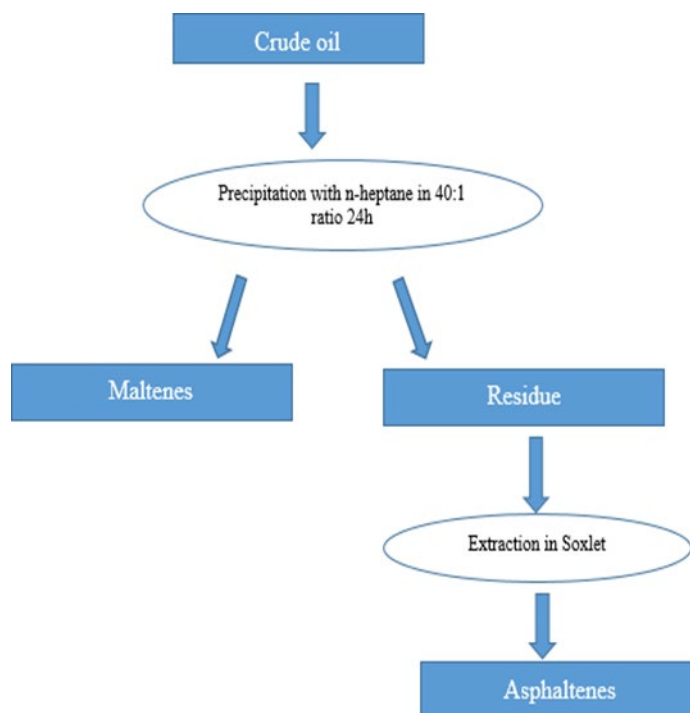 Crude oil
Precipitation with n-heptane in 40:1
ratio 24h
Maltenes
Residue
Extraction in Soxlet
Asphaltenes